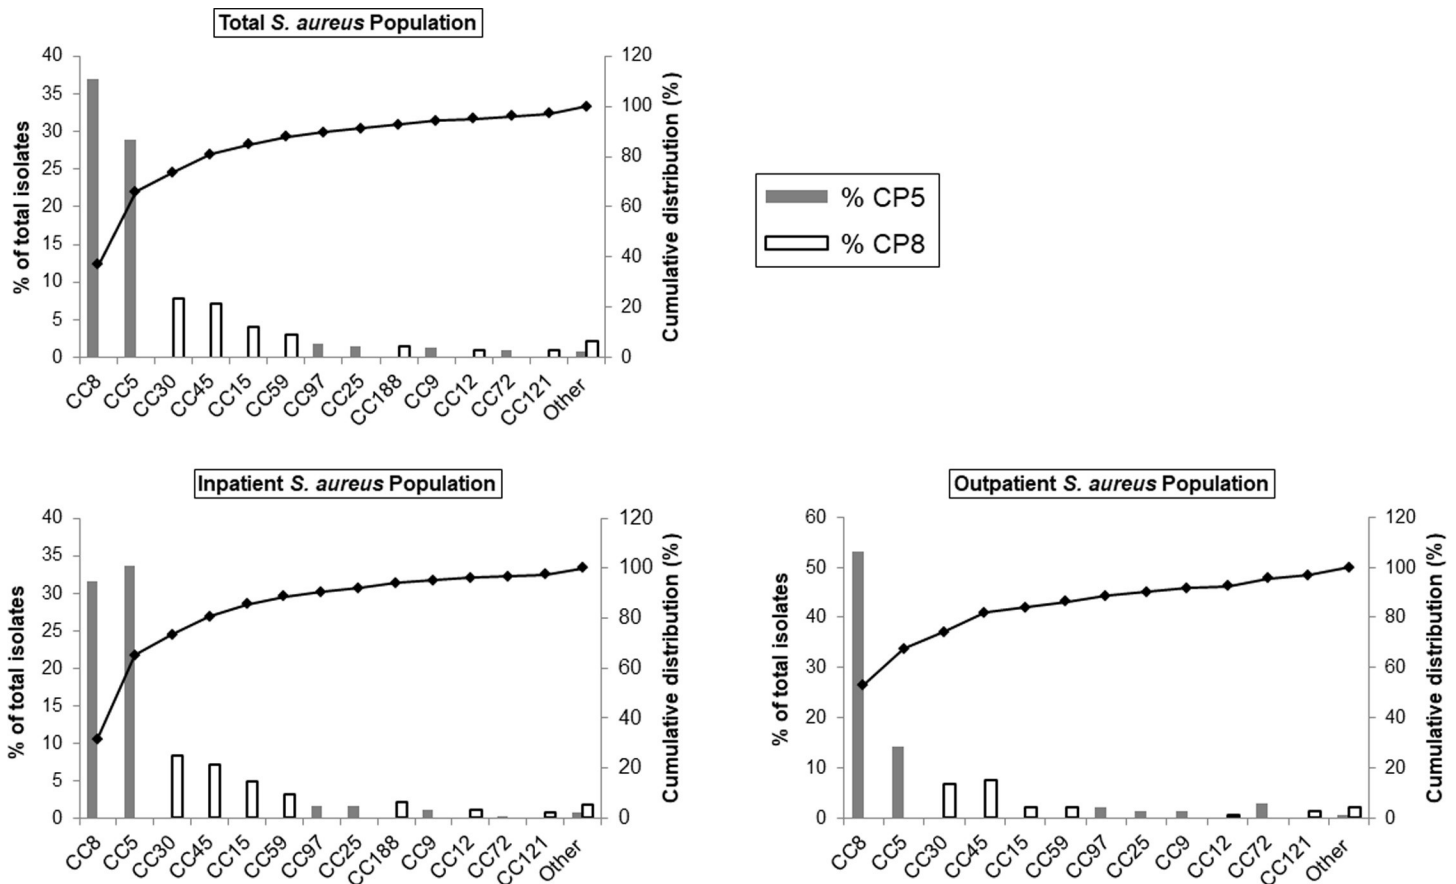 Total S. aureus Population
% of total isolates
40
35
30
25
20
15
10
5
0
Cumulative distribution (%)
120
100
80
60
40
20
0
CC8
CC5
CC30
CC45
CC15
CC59
CC97
CC25
CC188
CC9
CC12
CC72
CC121
Other
% CP5
% CP8
Inpatient S. aureus Population
% of total isolates
40
35
30
25
20
15
10
5
0
Cumulative distribution (%)
120
100
80
60
40
20
0
CC8
CC5
CC30
CC45
CC15
CC59
CC97
CC25
CC188
CC9
CC12
CC72
CC121
Other
Outpatient S. aureus Population
% of total isolates
60
50
40
30
20
10
0
Cumulative distribution (%)
120
100
80
60
40
20
0
CC8
CC5
CC30
CC45
CC15
CC59
CC97
CC25
CC9
CC12
CC72
CC121
Other